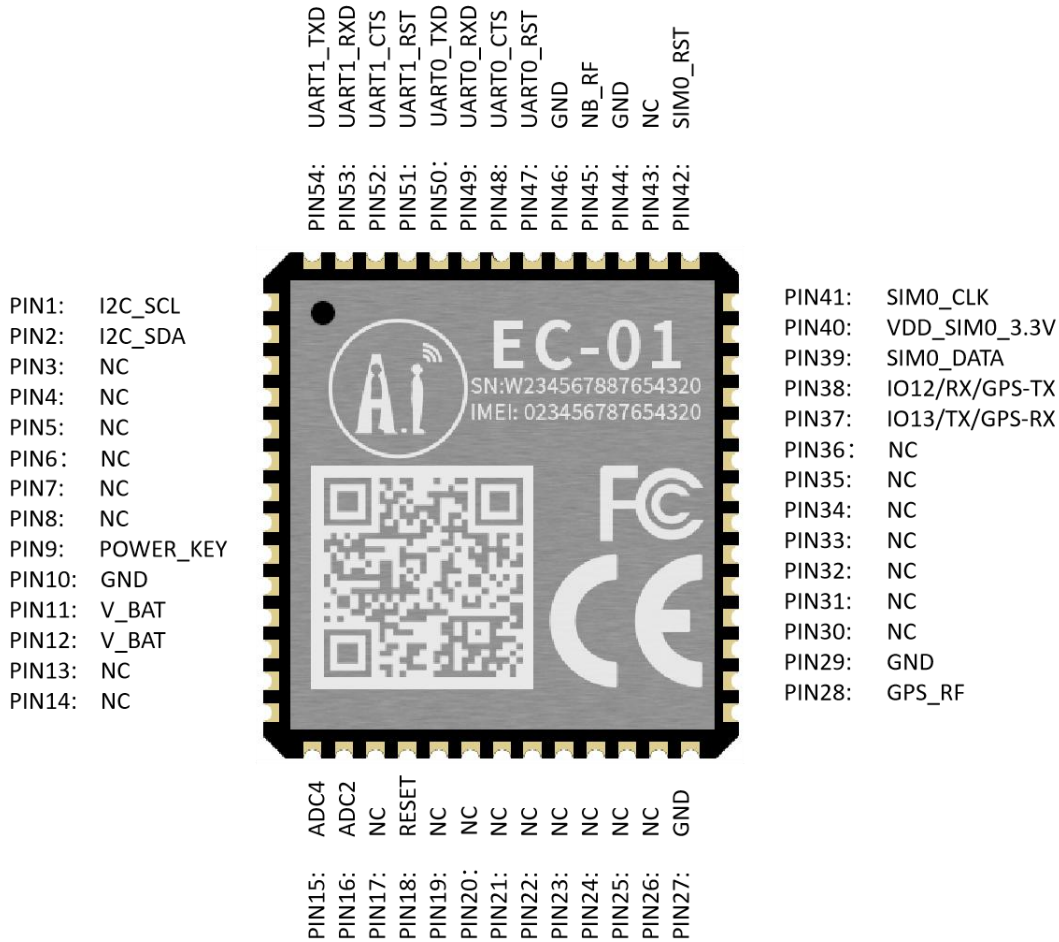 PIN54: UART1_TXD
PIN53: UART1_RXD
PIN52: UART1_CTS
PIN51: UART1_RST
PIN50: UART0_TXD
PIN49: UART0_RXD
PIN48: UART0_CTS
PIN47: UART0_RST
PIN46: GND
PIN45: NB_RF
PIN44: GND
PIN43: NC
PIN42: SIM0_RST
PIN1: I2C_SCL
PIN2: I2C_SDA
PIN3: NC
PIN4: NC
PIN5: NC
PIN6: NC
PIN7: NC
PIN8: NC
PIN9: POWER_KEY
PIN10: GND
PIN11: V_BAT
PIN12: V_BAT
PIN13: NC
PIN14: NC
A.i
EC-01
SN:W234567887654320
IMEI: 023456787654320
FC
CE
PIN41: SIM0_CLK
PIN40: VDD_SIM0_3.3V
PIN39: SIM0_DATA
PIN38: IO12/RX/GPS-TX
PIN37: IO13/TX/GPS-RX
PIN36: NC
PIN35: NC
PIN34: NC
PIN33: NC
PIN32: NC
PIN31: NC
PIN30: NC
PIN29: GND
PIN28: GPS_RF
PIN15: ADC4
PIN16: ADC2
PIN17: NC
PIN18: RESET
PIN19: NC
PIN20: NC
PIN21: NC
PIN22: NC
PIN23: NC
PIN24: NC
PIN25: NC
PIN26: NC
PIN27: GND